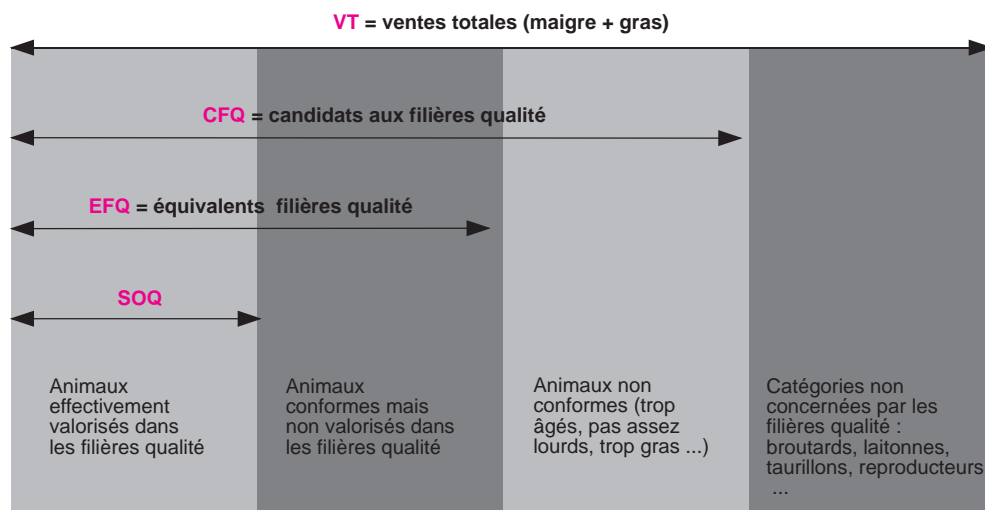 VT = ventes totales (maigre + gras)
CFQ = candidats aux filières qualité
EFQ = équivalents filières qualité
SOQ
Animaux
effectivement
valorisés dans
les filières qualité
Animaux
conformes mais
non valorisés dans
les filières qualité
Animaux non
conformes (trop
âgés, pas assez
lourds, trop gras ...)
Catégories non
concernées par les
filières qualité :
broutards, laitonnes,
taurillons, reproducteurs
...